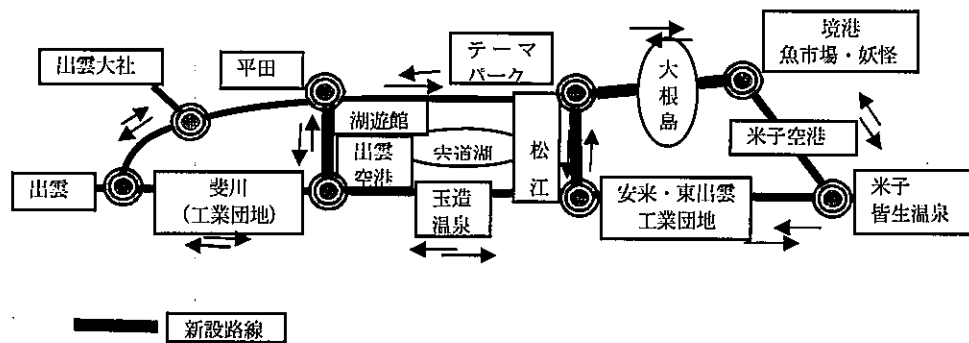 出雲大社
平田
テーマ
パーク
大
根
島
境港
魚市場・妖怪
湖遊館
出雲
空港
宍道湖
松
江
米子空港
出雲
斐川
(工業団地)
玉造
温泉
安来・東出雲
工業団地
米子
皆生温泉
新設路線